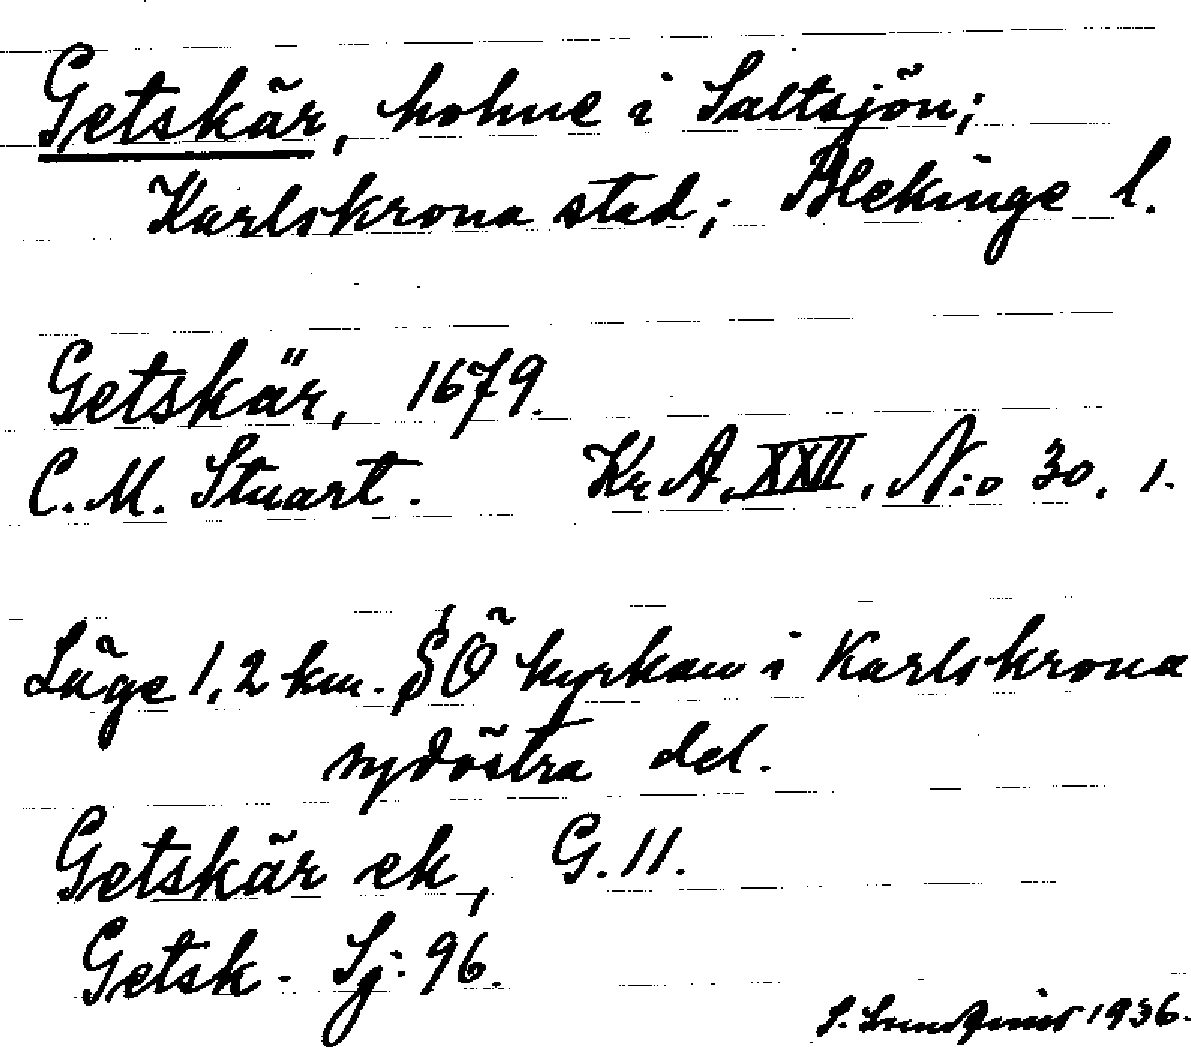 Getskär, holme i Saltsjön;
Karlskrona stad; Blekinge l.
Getskär, 1679.
C. M. Stuart. Kr A. XXII, N:o 30. 1.
Läge 1,2 km. SÖ kyrkan i Karlskrona
sydöstra del.
Getskär ek, G. 11.
Getsk - Sj: 96.
S. 1936.